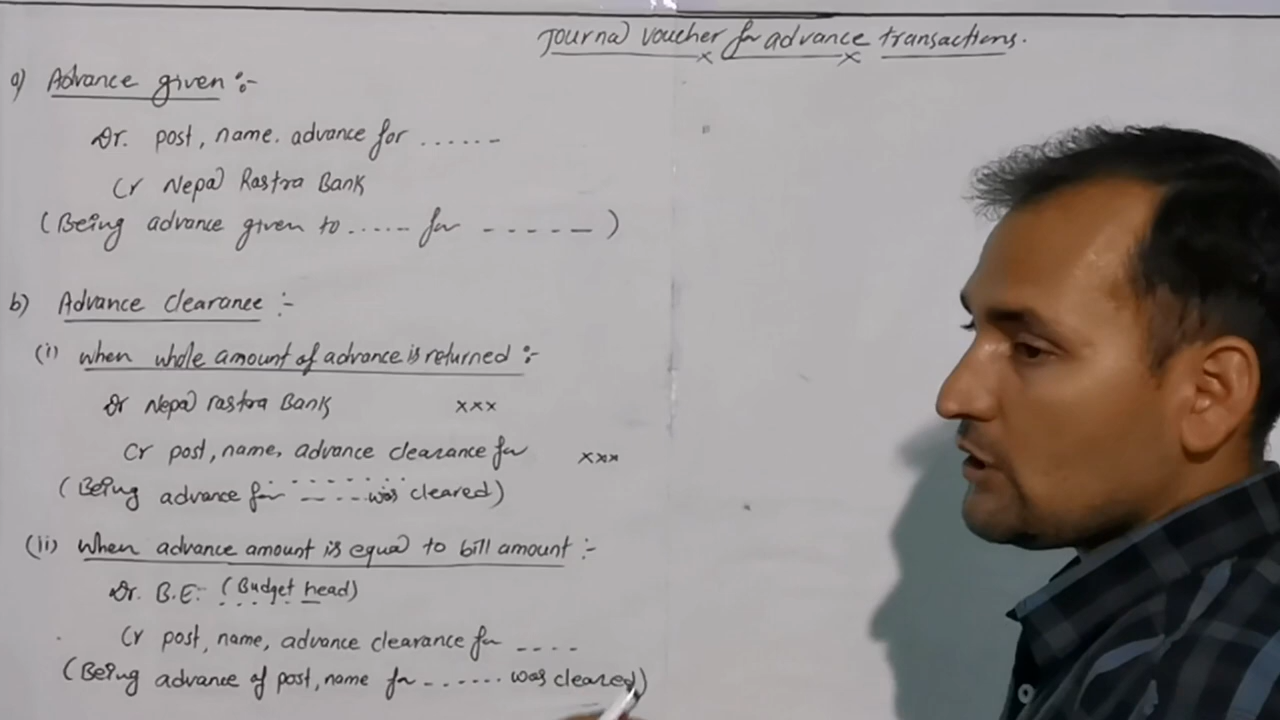 Journal voucher for advance transactions.
a) Advance given :-
Dr. post, name. advance for ......
Cr Nepal Rastra Bank
(Being advance given to ..... for -----)
b) Advance clearance :-
(i) when whole amount of advance is returned :-
Dr Nepal rastra Bank xxx
Cr post, name, advance clearance for ....... xxx
(Being advance for ----- was cleared)
(ii) When advance amount is equal to bill amount :-
Dr. B.E:- (Budget head)
Cr post, name, advance clearance for ----
(Being advance of post, name for ....... was cleared)